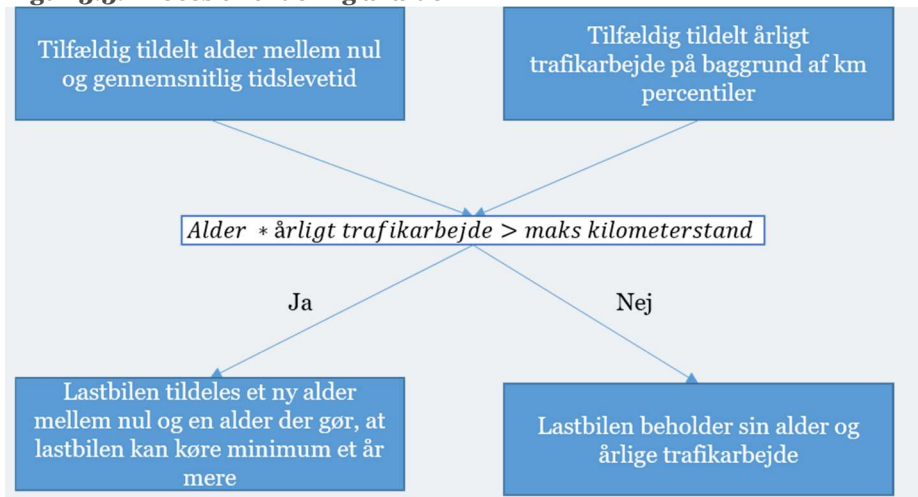 Tilfældig tildelt alder mellem nul
og gennemsnitlig tidslevetid
Tilfældig tildelt årligt
trafikarbejde på baggrund af km
percentiler
Alder * årligt trafikarbejde > maks kilometerstand
Ja
Nej
Lastbilen tildeles et ny alder
mellem nul og en alder der gør, at
lastbilen kan køre minimum et år
mere
Lastbilen beholder sin alder og
årlige trafikarbejde